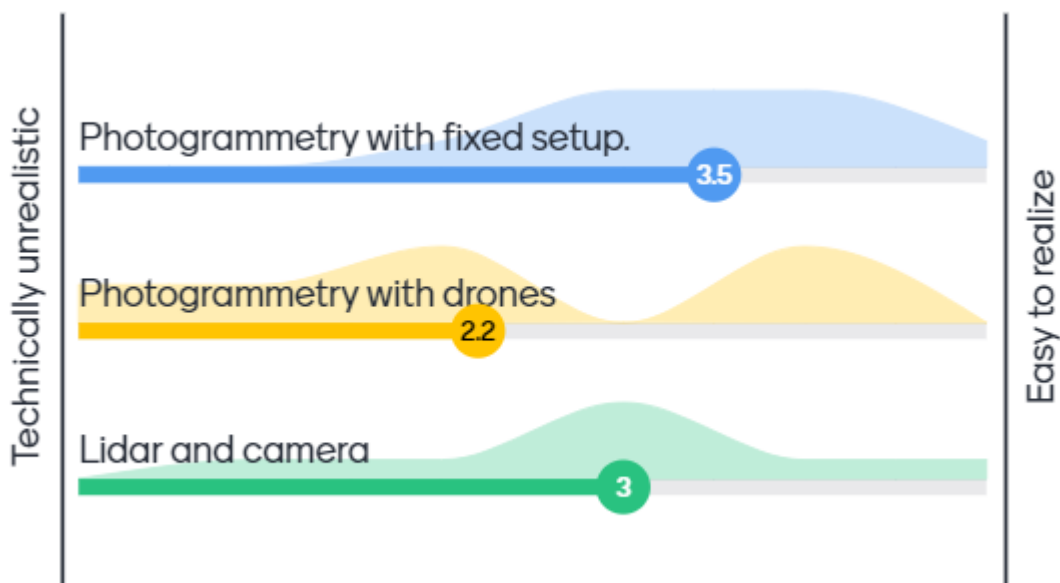 Technically unrealistic
Photogrammetry with fixed setup.
3.5
Photogrammetry with drones
2.2
Lidar and camera
3
Easy to realize